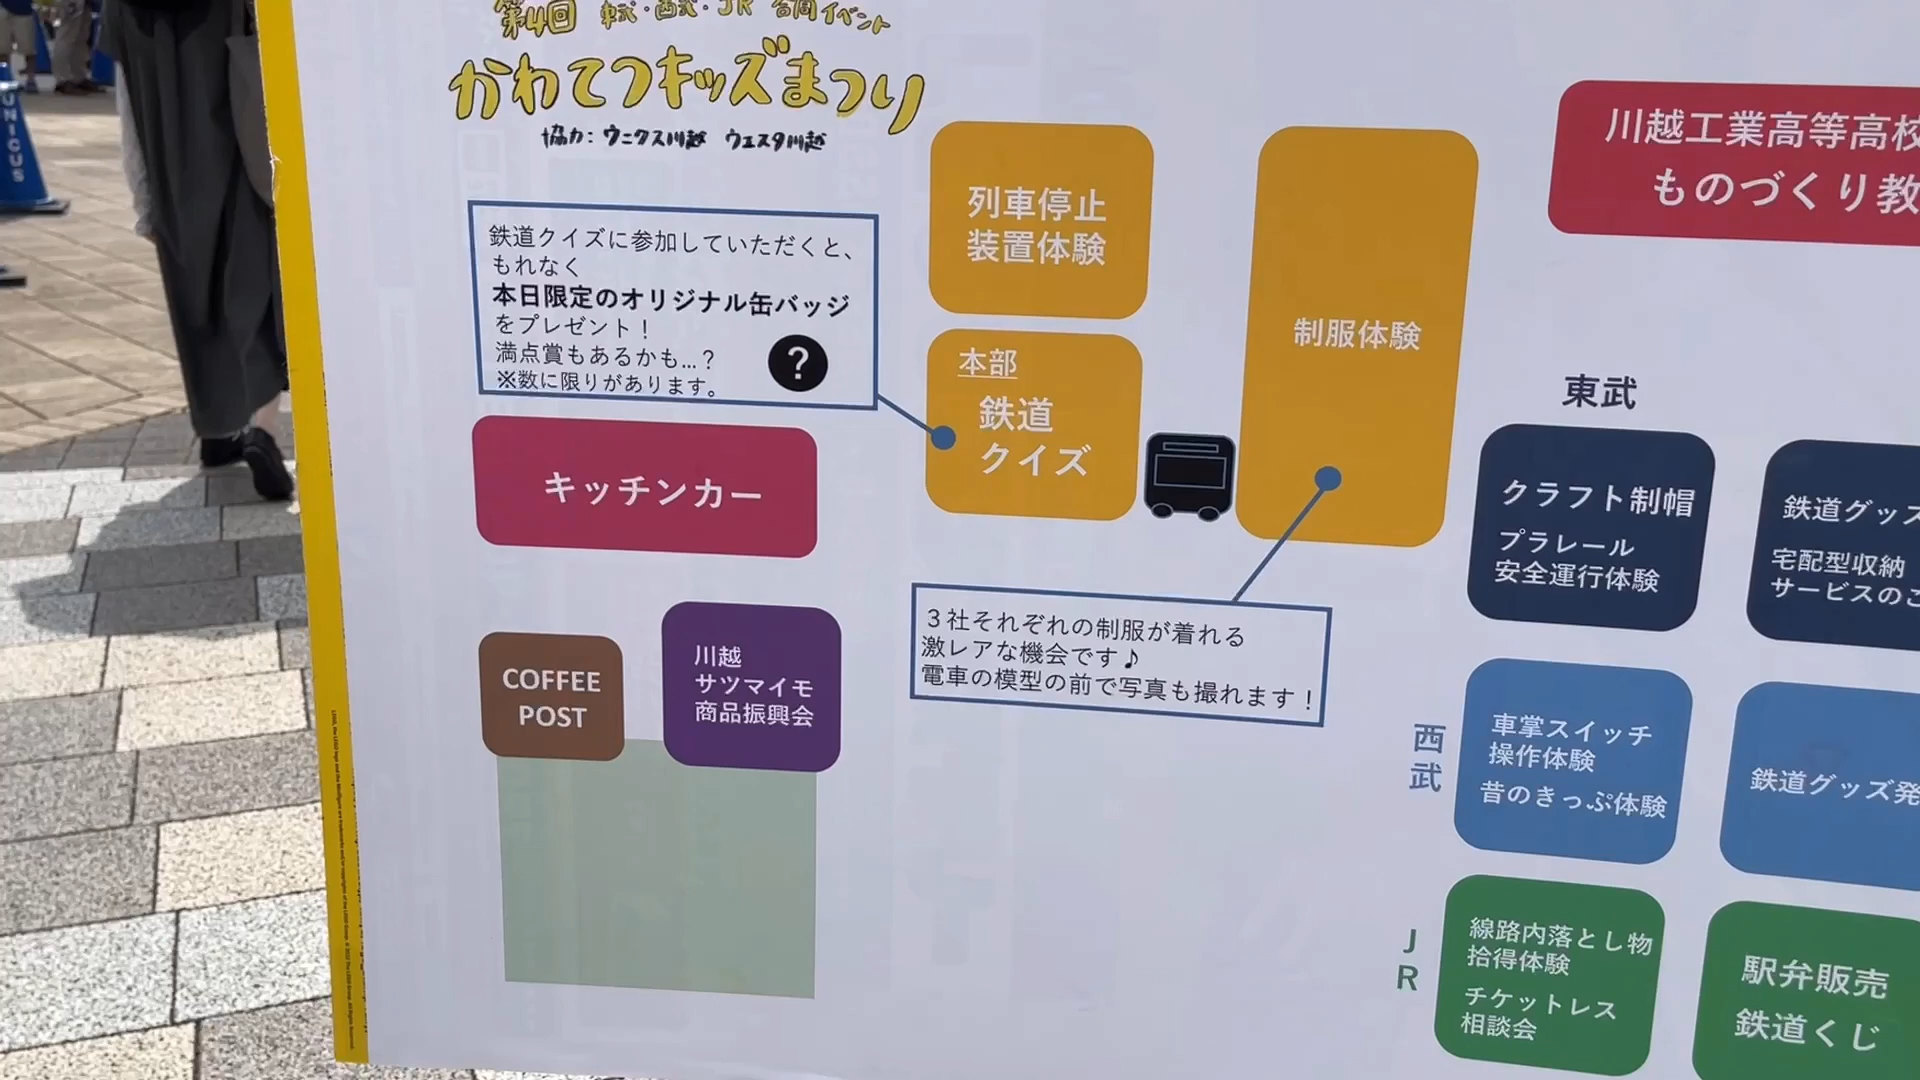 第4回 東武・西武・JR 合同イベント
かわてつキッズまつり
協力：ウニクス川越 ウェスタ川越
UNICUS
鉄道クイズに参加していただくと、
もれなく
本日限定のオリジナル缶バッジ
をプレゼント！
満点賞もあるかも…？
※数に限りがあります。
?
列車停止
装置体験
本部
鉄道
クイズ
制服体験
川越工業高等高校
ものづくり教
キッチンカー
COFFEE
POST
川越
サツマイモ
商品振興会
３社それぞれの制服が着れる
激レアな機会です♪
電車の模型の前で写真も撮れます！
東武
クラフト制帽
プラレール
安全運行体験
鉄道グッズ
宅配型収納
サービスのご
西武
車掌スイッチ
操作体験
昔のきっぷ体験
鉄道グッズ発
JR
線路内落とし物
拾得体験
チケットレス
相談会
駅弁販売
鉄道くじ